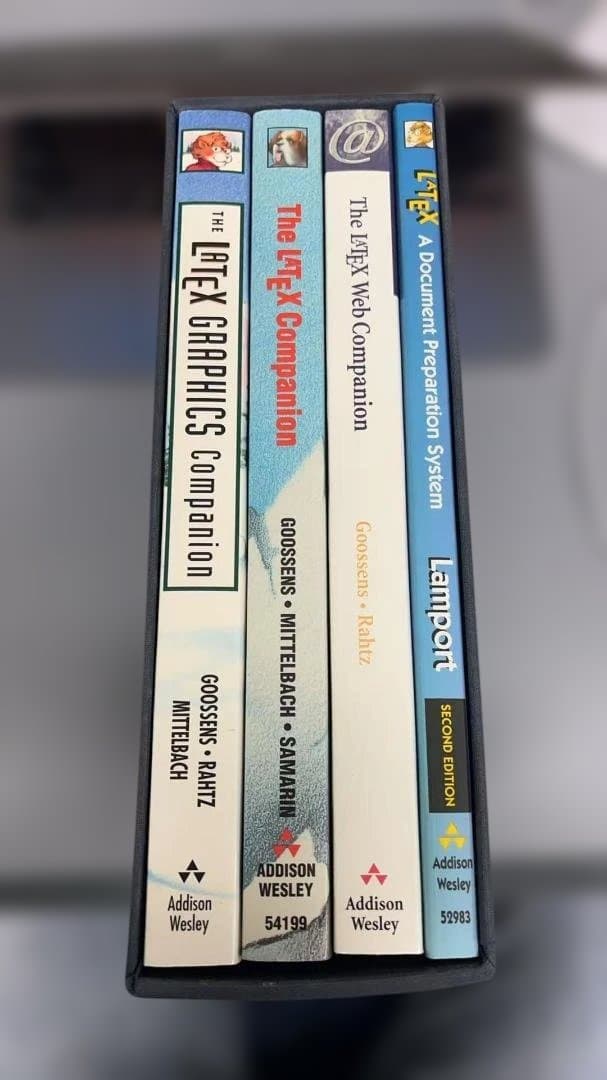 THE LATEX GRAPHICS Companion
GOOSSENS • RAHTZ
MITTELBACH
Addison
Wesley
The LATEX Companion
GOOSSENS • MITTELBACH • SAMARIN
ADDISON
WESLEY
54199
@
The LATEX Web Companion
Goossens • Rahtz
Addison
Wesley
LATEX A Document Preparation System
Lamport
SECOND EDITION
Addison
Wesley
52983